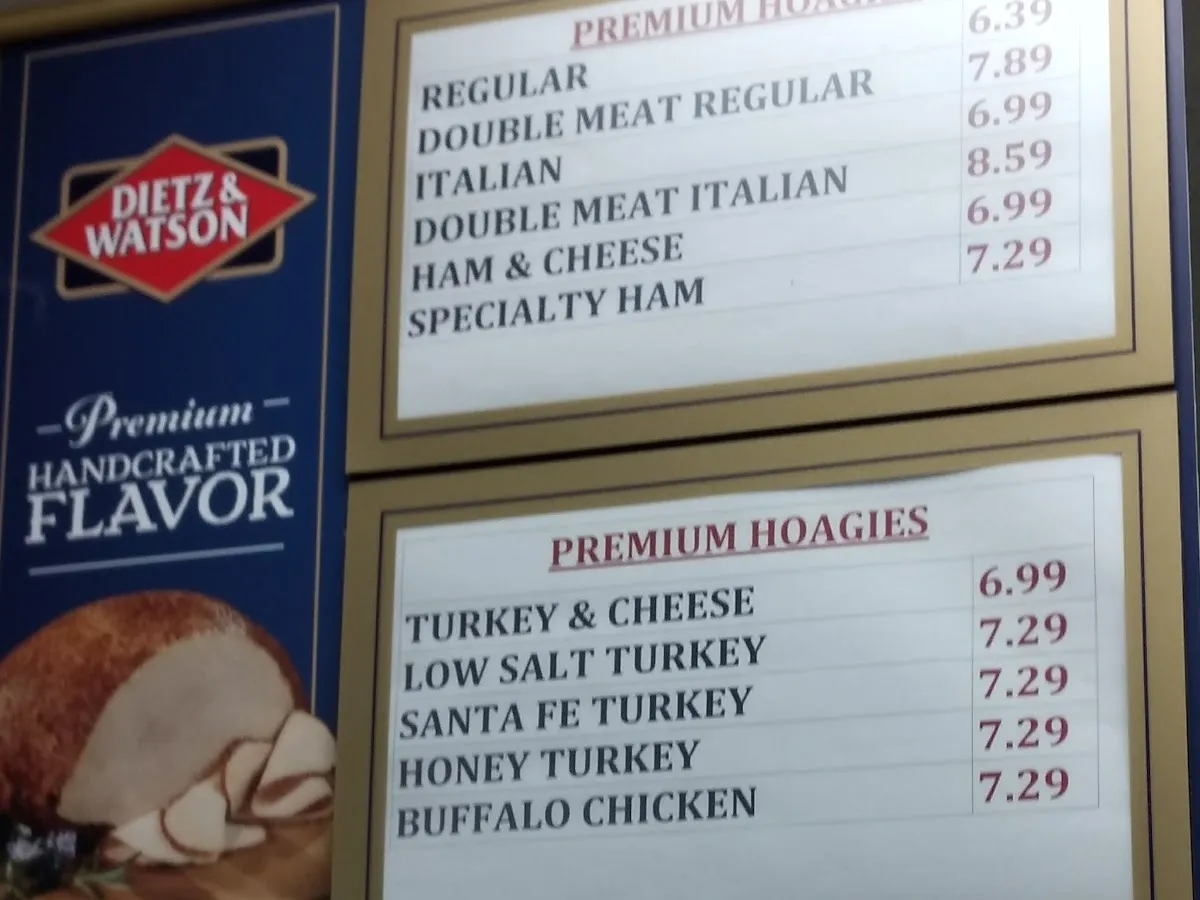 DIETZ &
WATSON
Premium
HANDCRAFTED
FLAVOR
PREMIUM HOAGIES
REGULAR 6.39
DOUBLE MEAT REGULAR 7.89
ITALIAN 6.99
DOUBLE MEAT ITALIAN 8.59
HAM & CHEESE 6.99
SPECIALTY HAM 7.29
PREMIUM HOAGIES
TURKEY & CHEESE 6.99
LOW SALT TURKEY 7.29
SANTA FE TURKEY 7.29
HONEY TURKEY 7.29
BUFFALO CHICKEN 7.29